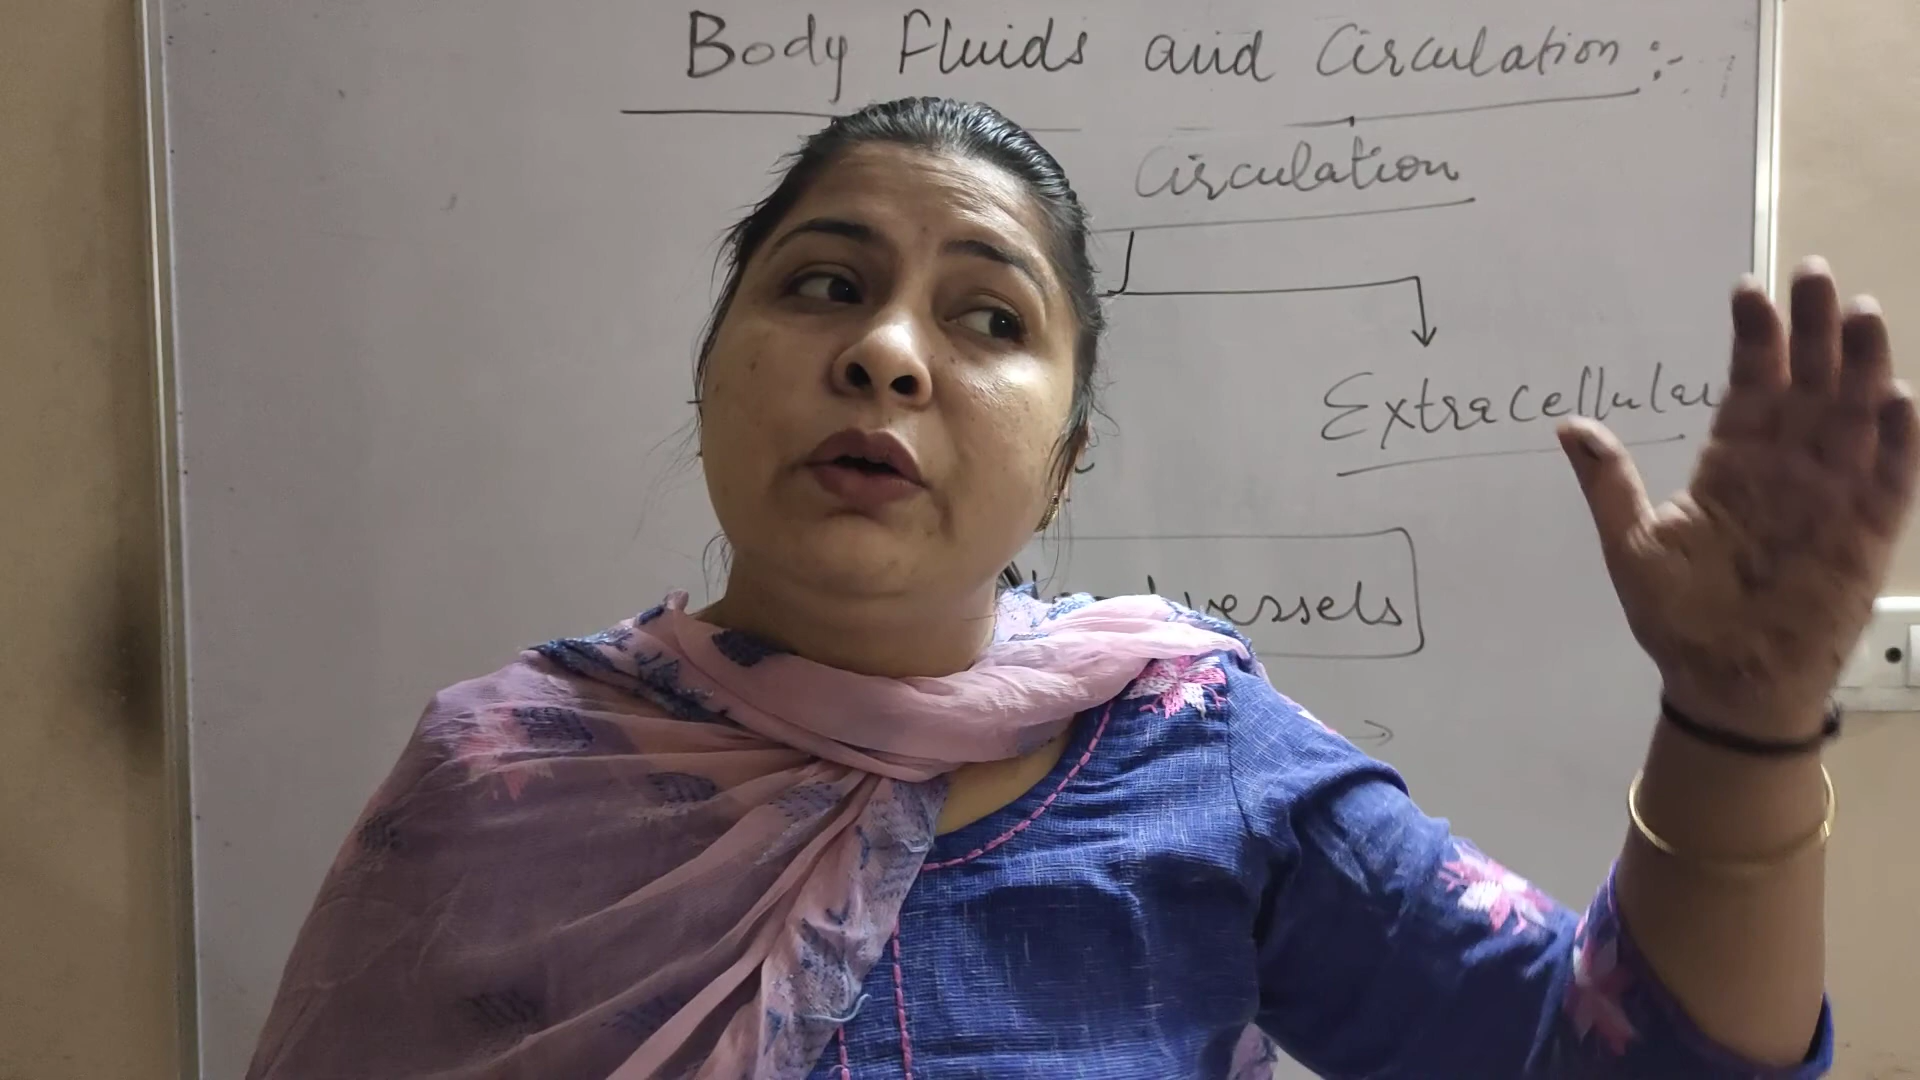 Body Fluids and Circulation :-
Circulation
Extracellular
vessels